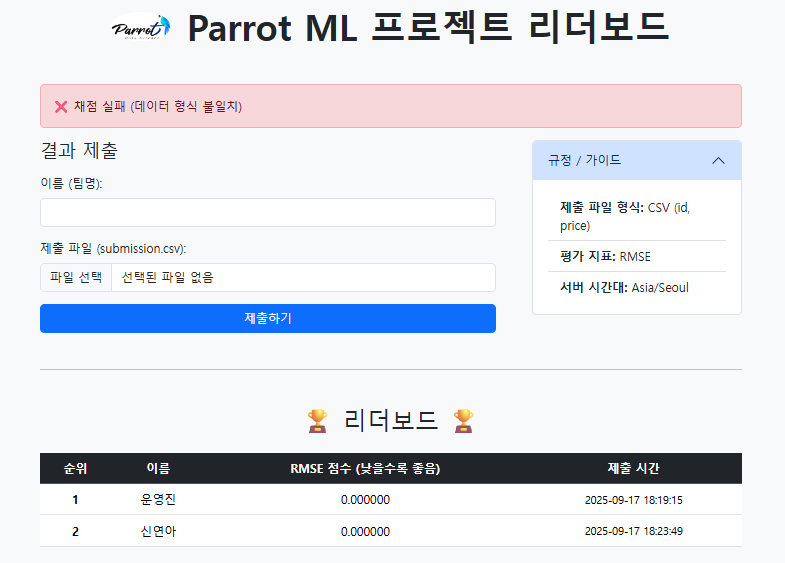 Parrot
Data Science
Parrot ML 프로젝트 리더보드
❌ 채점 실패 (데이터 형식 불일치)
결과 제출
이름 (팀명):
제출 파일 (submission.csv):
파일 선택 선택된 파일 없음
제출하기
규정 / 가이드
제출 파일 형식: CSV (id,
price)
평가 지표: RMSE
서버 시간대: Asia/Seoul
🏆 리더보드 🏆
순위 이름 RMSE 점수 (낮을수록 좋음) 제출 시간
1 운영진 0.000000 2025-09-17 18:19:15
2 신연아 0.000000 2025-09-17 18:23:49